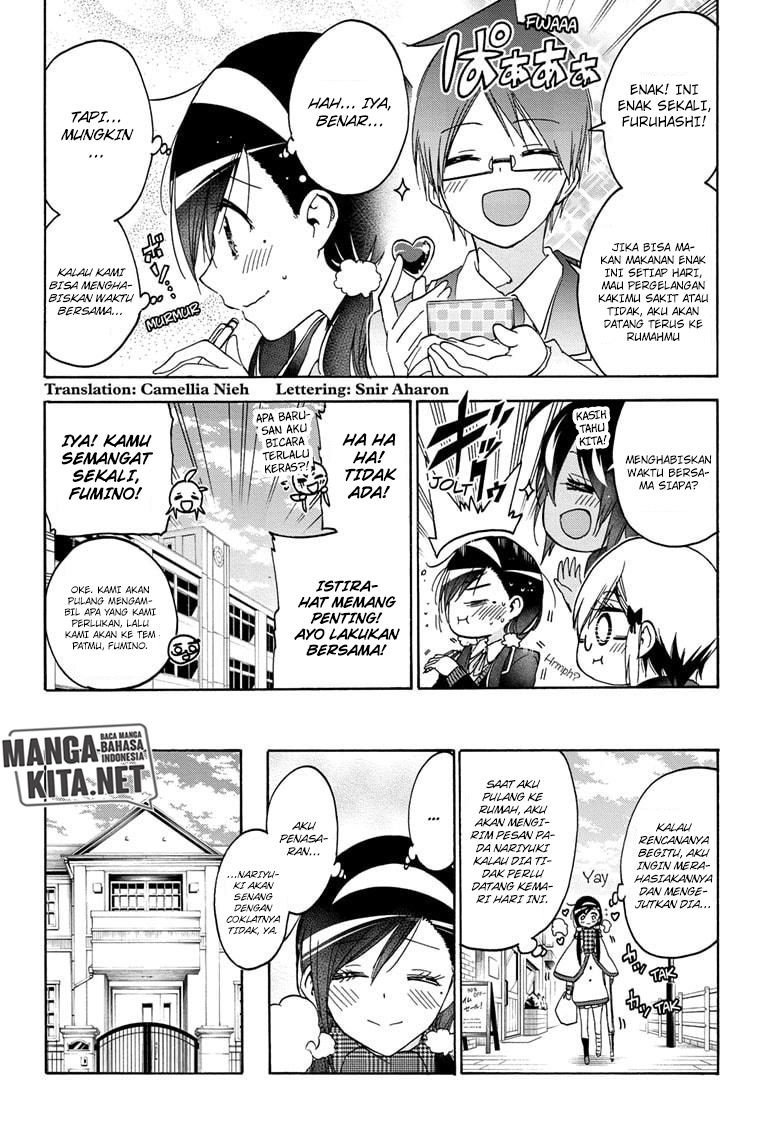 FWAAA
ぱぁぁぁ
ENAK! INI
ENAK SEKALI,
FURUHASHI!
HAH... IYA,
BENAR...
TAPI...
MUNGKIN
...
JIKA BISA MA-
KAN MAKANAN ENAK
INI SETIAP HARI,
MAU PERGELANGAN
KAKIMU SAKIT ATAU
TIDAK, AKU AKAN
DATANG TERUS KE
RUMAHMU
KALAU KAMI
BISA MENGHA-
BISKAN WAKTU
BERSAMA...
MURMUR
Translation: Camellia Nieh
Lettering: Snir Aharon
KASIH
TAHU
KITA!
MENGHABISKAN
WAKTU BERSA-
MA SIAPA?
JOLT
Hrmph?
APA BARU-
SAN AKU
BICARA
TERLALU
KERAS?!
HA HA
HA!
TIDAK
ADA!
IYA! KAMU
SEMANGAT
SEKALI,
FUMINO!
ISTIRA-
HAT MEMANG
PENTING!
AYO LAKUKAN
BERSAMA!
OKE. KAMI AKAN
PULANG MENGAM-
BIL APA YANG KAMI
PERLUKAN, LALU
KAMI AKAN KE TEM
PATMU, FUMINO.
MANGA
KITA.NET
BACA MANGA
BAHASA
INDONESIA
KALAU
RENCANANYA
BEGITU, AKU
INGIN MERA-
HASIAKANNYA
DAN MENGE-
JUTKAN DIA...
SAAT AKU
PULANG KE
RUMAH, AKU
AKAN MENGI-
RIM PESAN PA-
DA NARIYUKI
KALAU DIA TI-
DAK PERLU
DATANG KEMA-
RI HARI INI.
Yay
TAK
TAK
...
AKU
PENASA-
RAN...
...NARIYU-
KI AKAN
SENANG
DENGAN
COKLATNYA
TIDAK, YA.